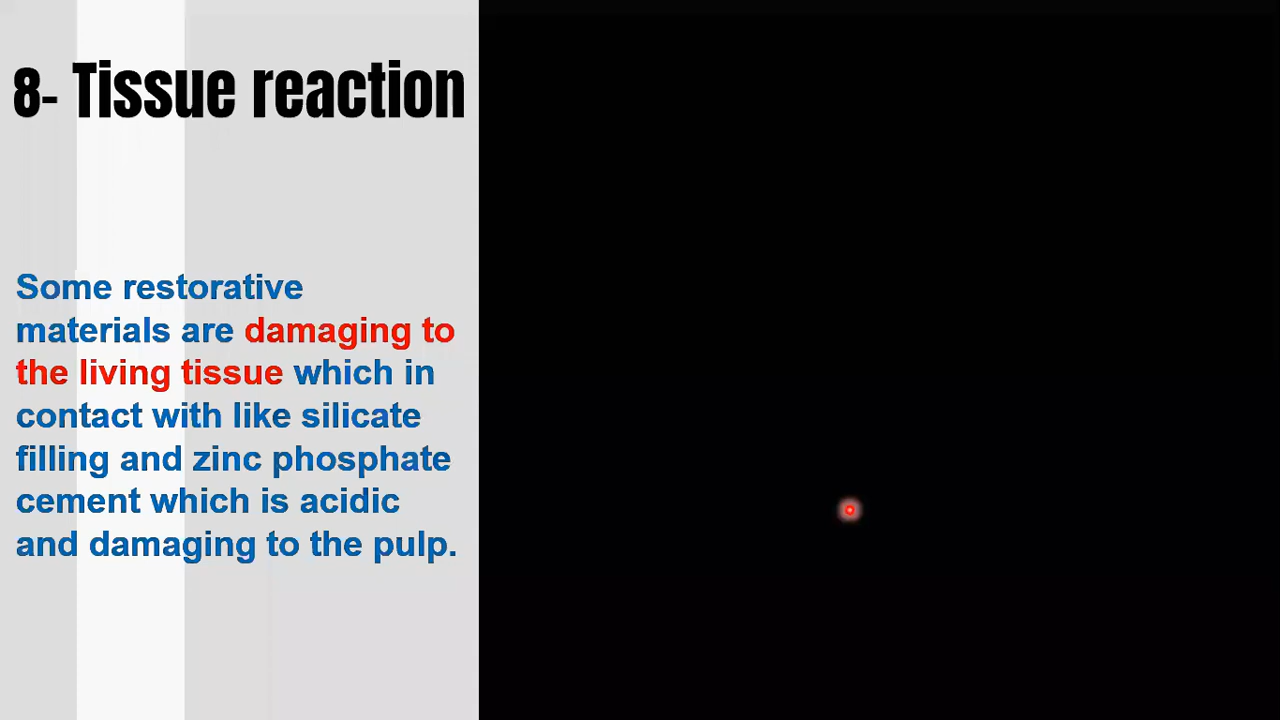 8- Tissue reaction
Some restorative
materials are damaging to
the living tissue which in
contact with like silicate
filling and zinc phosphate
cement which is acidic
and damaging to the pulp.